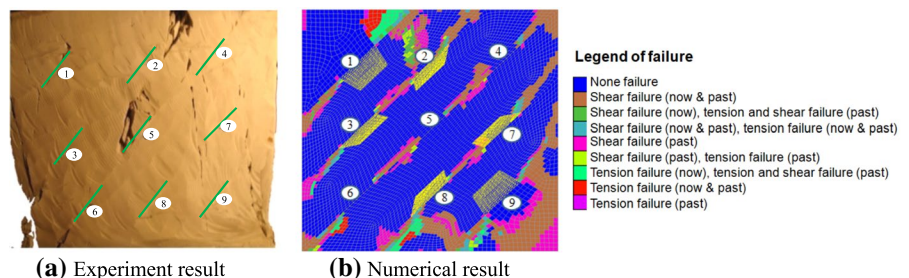 1
2
4
3
5
7
6
8
9
1
2
4
3
5
7
6
8
9
Legend of failure
None failure
Shear failure (now & past)
Shear failure (now), tension and shear failure (past)
Shear failure (now & past), tension failure (now & past)
Shear failure (past)
Shear failure (past), tension failure (past)
Tension failure (now), tension and shear failure (past)
Tension failure (now & past)
Tension failure (past)
(a) Experiment result
(b) Numerical result